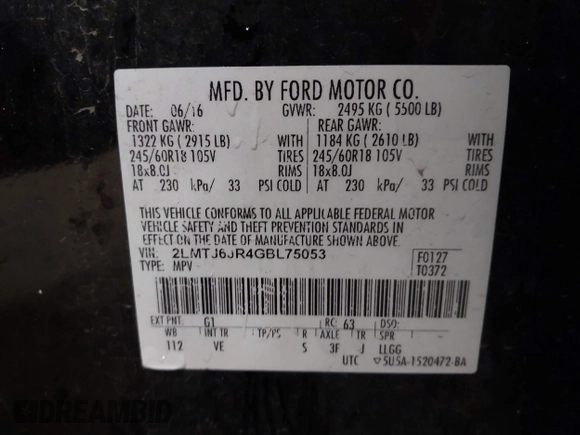 MFD. BY FORD MOTOR CO.
DATE: 06/16 GVWR: 2495 KG ( 5500 LB)
FRONT GAWR: REAR GAWR:
1322 KG ( 2915 LB) WITH 1184 KG ( 2610 LB) WITH
245/60R18 105V TIRES 245/60R18 105V TIRES
18x8.0J RIMS 18x8.0J RIMS
AT 230 kPa/ 33 PSI COLD AT 230 kPa/ 33 PSI COLD
THIS VEHICLE CONFORMS TO ALL APPLICABLE FEDERAL MOTOR
VEHICLE SAFETY AND THEFT PREVENTION STANDARDS IN
EFFECT ON THE DATE OF MANUFACTURE SHOWN ABOVE.
VIN: 2LMTJ6JR4GBL75053 F0127
TYPE: MPV T0372
EXT PNT: G1 RC: 63 DSO:
WB INT TR TP/PS R AXLE TR SPR
112 VE S 3F J LLGG
UTC ▽5U5A-1520472-BA
DREAMBID